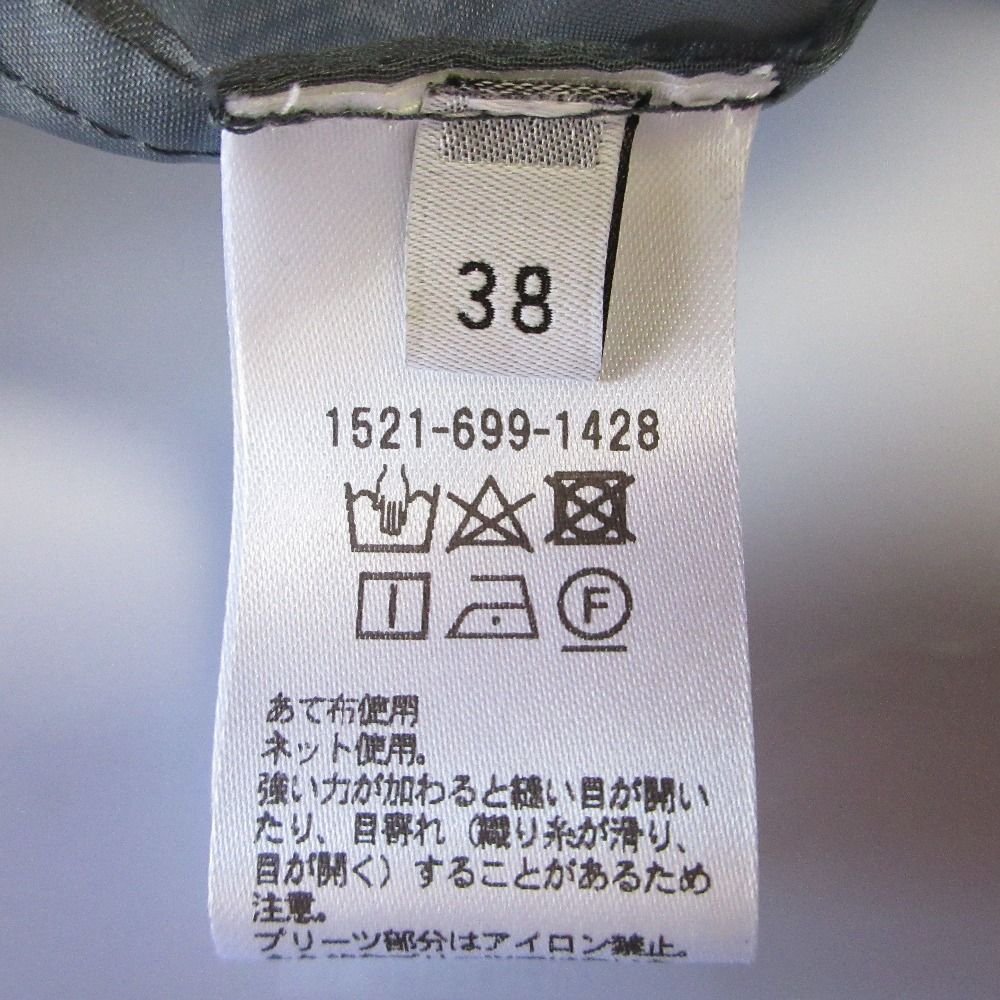 38
1521-699-1428
F
あて布使用
ネット使用。
強い力が加わると縫い目が開い
たり、目寄れ（織り糸が滑り、
目が開く）することがあるため
注意。
プリーツ部分はアイロン禁止。